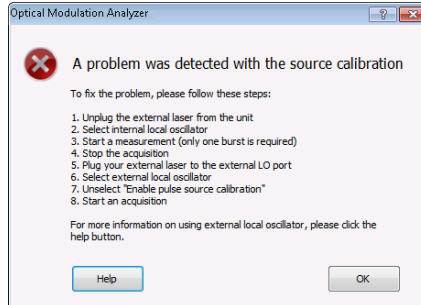 Optical Modulation Analyzer
A problem was detected with the source calibration
To fix the problem, please follow these steps:
1. Unplug the external laser from the unit
2. Select internal local oscillator
3. Start a measurement (only one burst is required)
4. Stop the acquisition
5. Plug your external laser to the external LO port
6. Select external local oscillator
7. Unselect "Enable pulse source calibration"
8. Start an acquisition
For more information on using external local oscillator, please click the
help button.
Help
OK